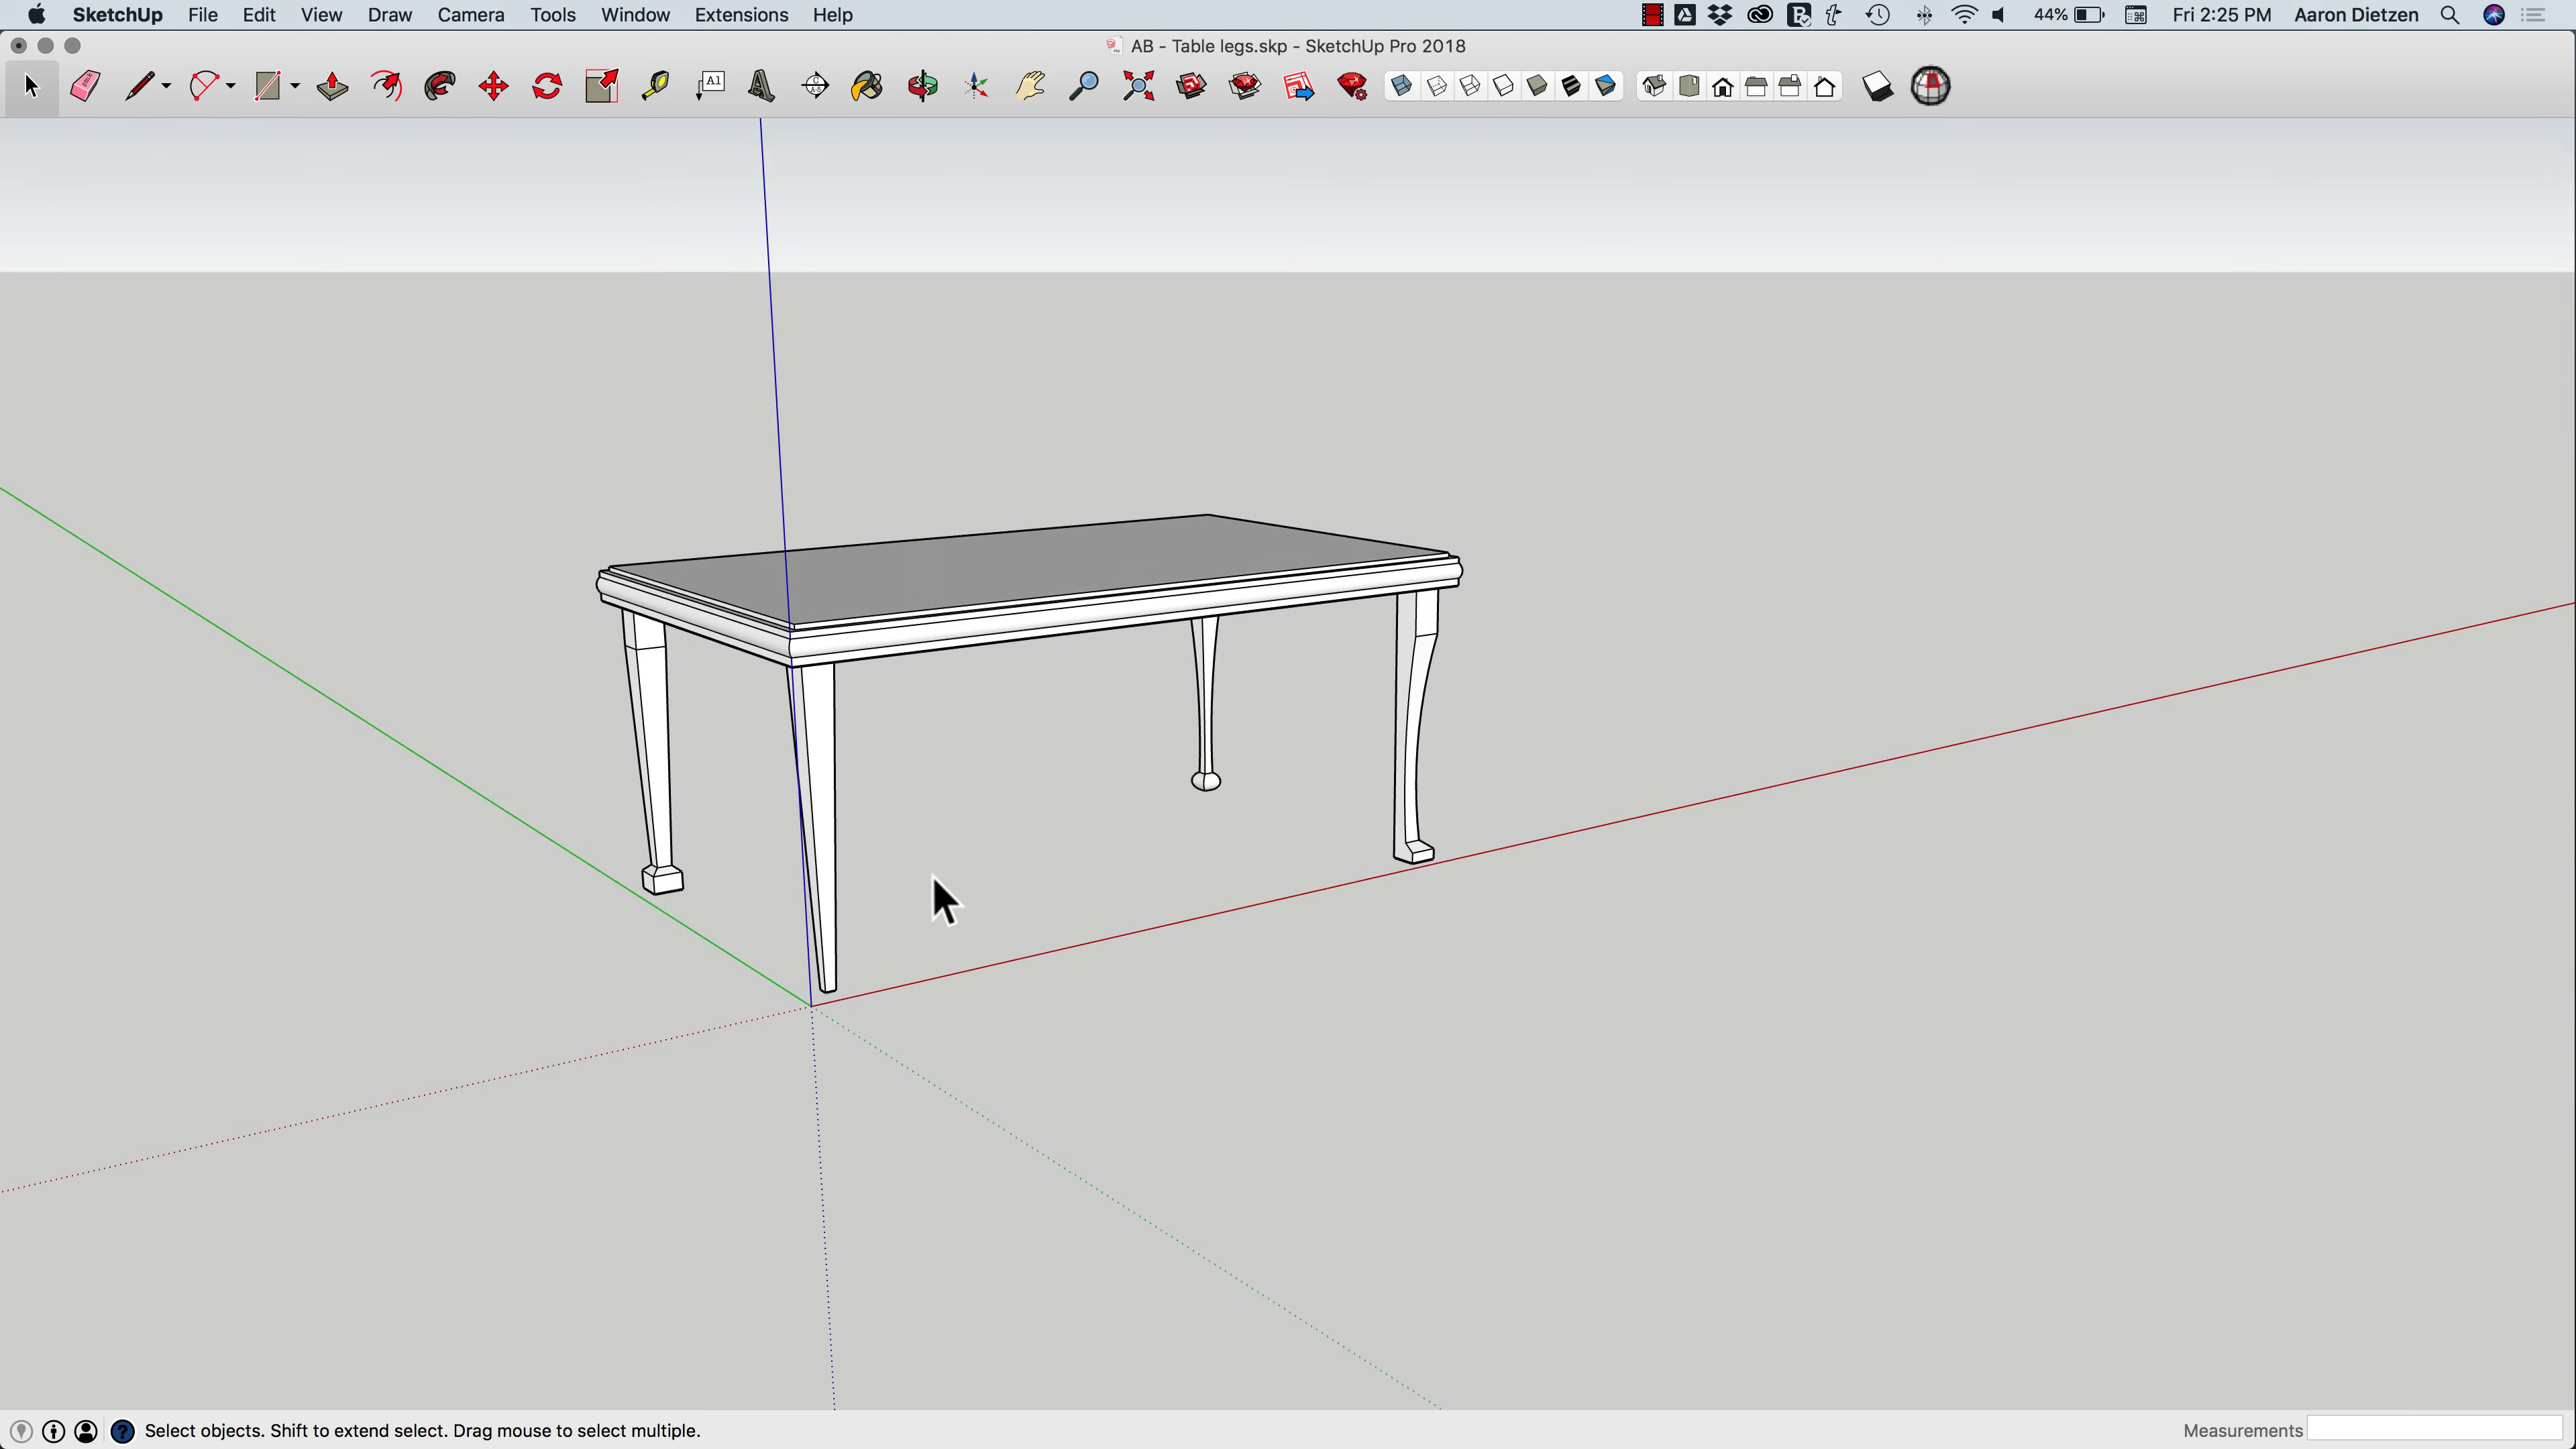 SketchUp File Edit View Draw Camera Tools Window Extensions Help 44% Fri 2:25 PM Aaron Dietzen
AB - Table legs.skp - SketchUp Pro 2018
A1
Select objects. Shift to extend select. Drag mouse to select multiple. Measurements